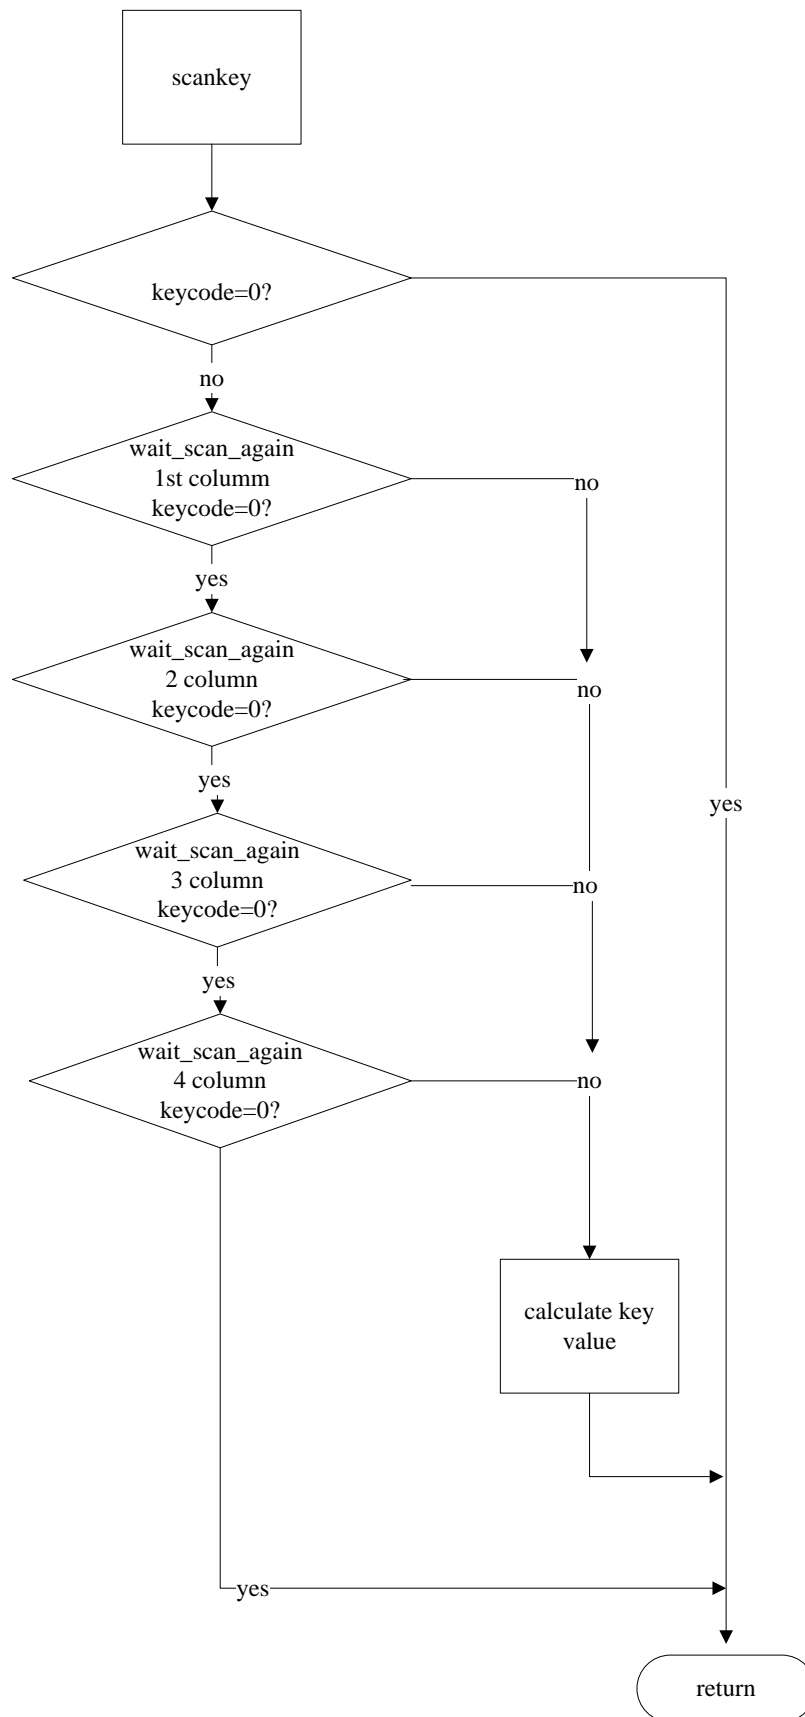 scankey
keycode=0?
no
wait_scan_again
1st columm
keycode=0?
no
yes
wait_scan_again
2 column
keycode=0?
no
yes
yes
wait_scan_again
3 column
keycode=0?
no
yes
wait_scan_again
4 column
keycode=0?
no
calculate key
value
yes
return